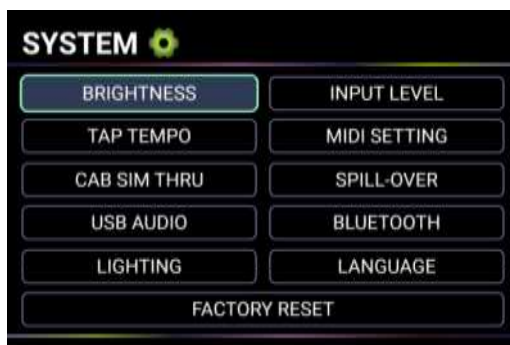 SYSTEM
BRIGHTNESS INPUT LEVEL
TAP TEMPO MIDI SETTING
CAB SIM THRU SPILL-OVER
USB AUDIO BLUETOOTH
LIGHTING LANGUAGE
FACTORY RESET